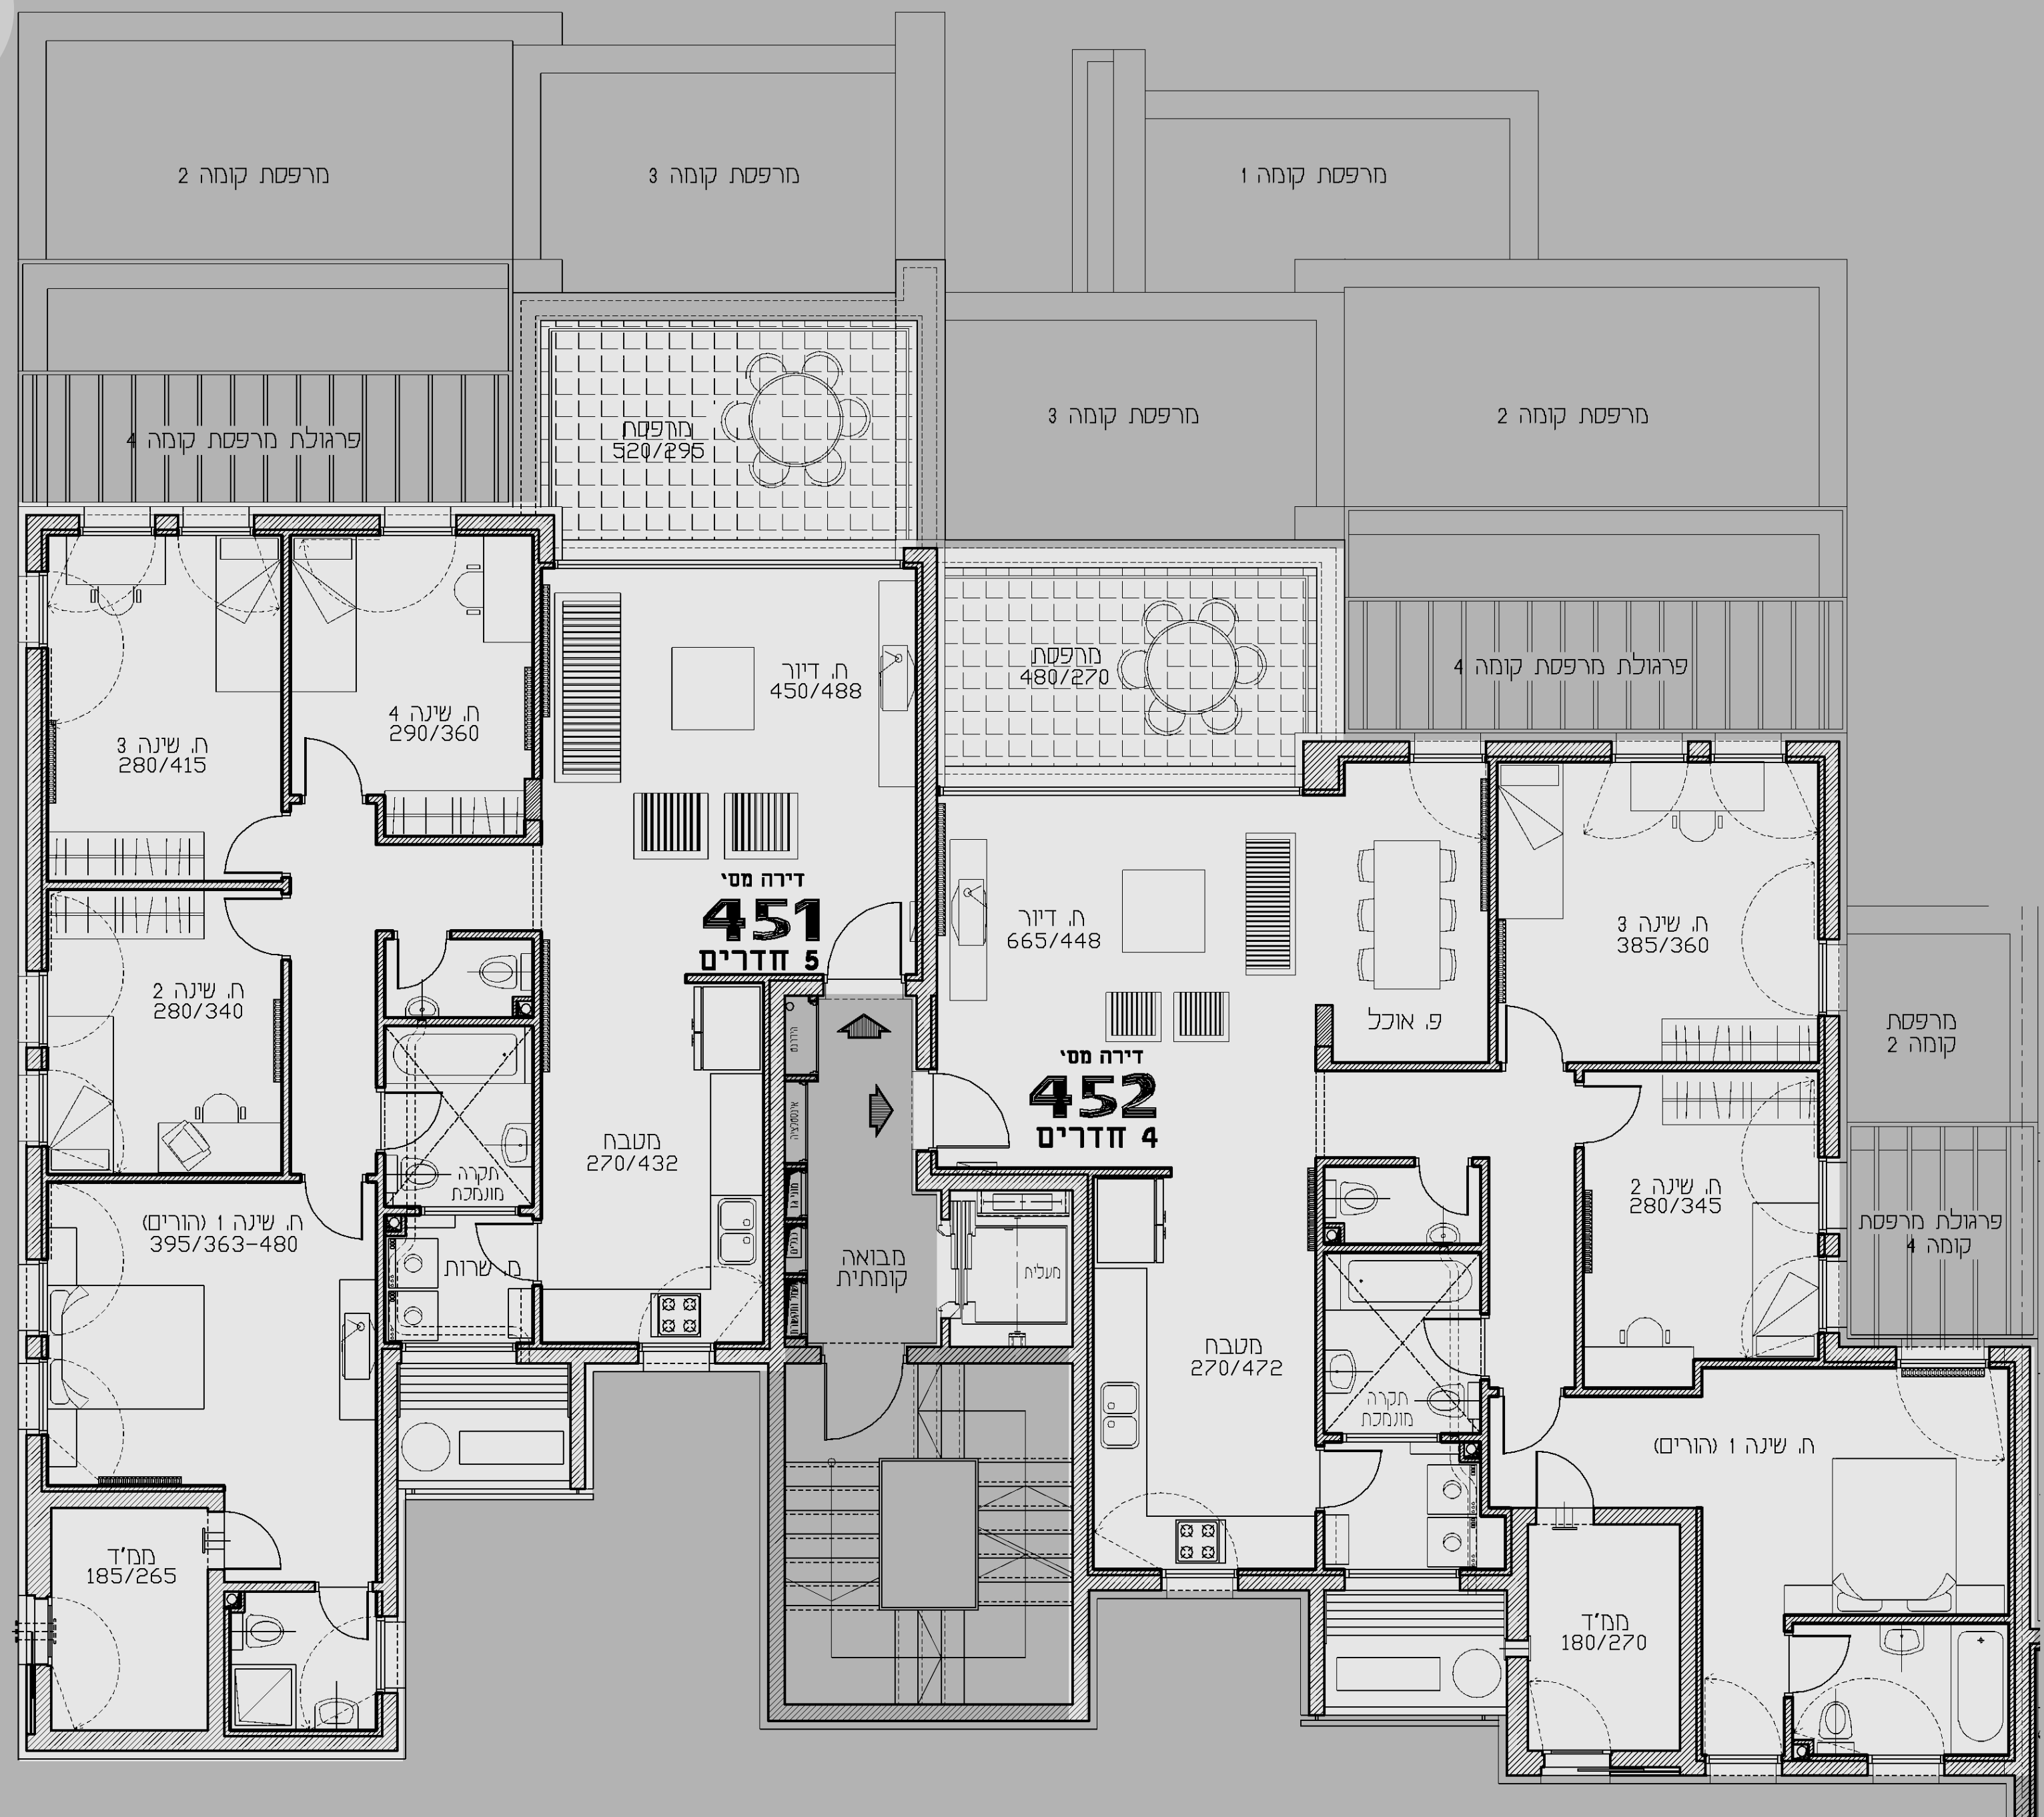 מרפסת קומה 2
מרפסת קומה 3
מרפסת קומה 1
פרגולת מרפסת קומה 4
מרפסת
520/295
מרפסת קומה 3
מרפסת קומה 2
מרפסת
480/270
פרגולת מרפסת קומה 4
ח. שינה 3
280/415
ח. שינה 4
290/360
ח. דיור
450/488
דירה מס'
451
5 חדרים
ח. שינה 2
280/340
מטבח
270/432
תקרה
מונמכת
ח. שינה 1 (הורים)
395/363-480
מ. שרות
ממ'ד
185/265
הידרנט
אינסטלציה
מבואה
קומתית
מעלית
ח. דיור
665/448
פ. אוכל
דירה מס'
452
4 חדרים
ח. שינה 3
385/360
מרפסת
קומה 2
ח. שינה 2
280/345
פרגולת מרפסת
קומה 4
מטבח
270/472
תקרה
מונמכת
ח. שינה 1 (הורים)
ממ'ד
180/270